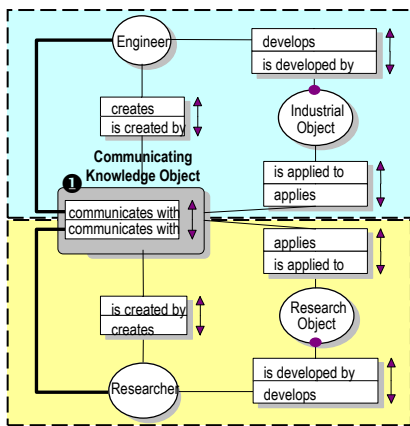 Engineer
develops
is developed by
creates
is created by
Industrial
Object
Communicating
Knowledge Object
❶
is applied to
applies
communicates with
communicates with
applies
is applied to
is created by
creates
Research
Object
Researcher
is developed by
develops